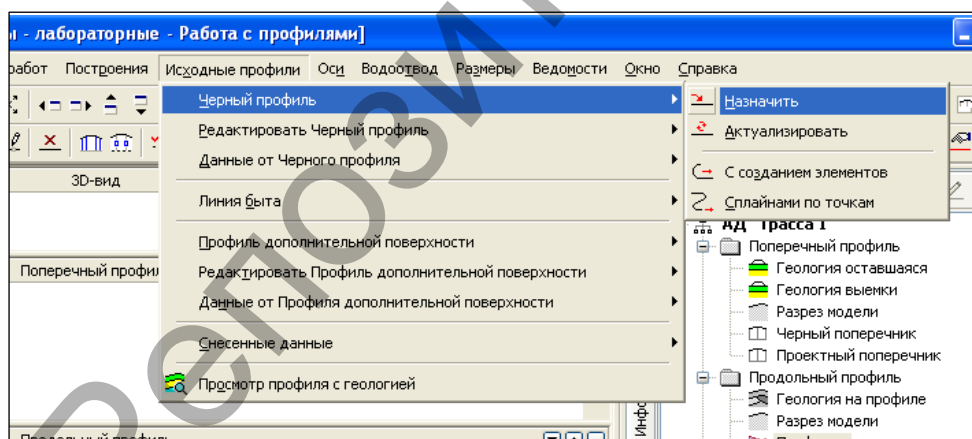 - лабораторные - Работа с профилями]
работ Построения Исходные профили Оси Водоотвод Размеры Ведомости Окно Справка
Черный профиль
Редактировать Черный профиль
Данные от Черного профиля
Линия быта
Профиль дополнительной поверхности
Редактировать Профиль дополнительной поверхности
Данные от Профиля дополнительной поверхности
Снесенные данные
Просмотр профиля с геологией
Назначить
Актуализировать
С созданием элементов
Сплайнами по точкам
3D-вид
Поперечный профил
АД "Трасса 1"
Поперечный профиль
Геология оставшаяся
Геология выемки
Разрез модели
Черный поперечник
Проектный поперечник
Продольный профиль
Геология на профиле
Разрез модели
Инфо
Репози